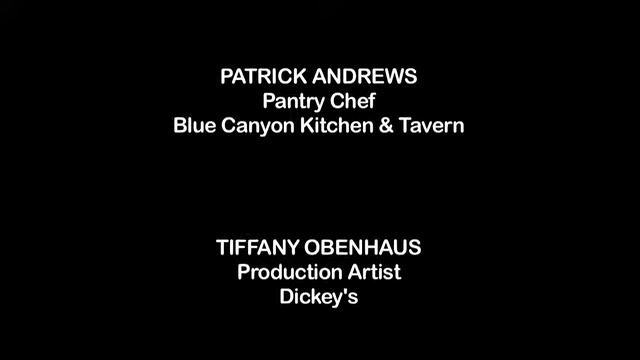 PATRICK ANDREWS
Pantry Chef
Blue Canyon Kitchen & Tavern
TIFFANY OBENHAUS
Production Artist
Dickey's